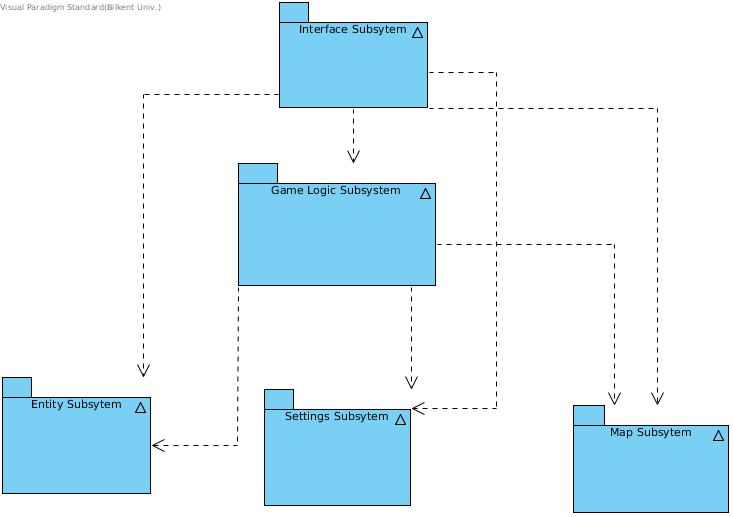 Visual Paradigm Standard(Bilkent Univ.)
Interface Subsytem
Game Logic Subsystem
Entity Subsytem
Settings Subsytem
Map Subsytem